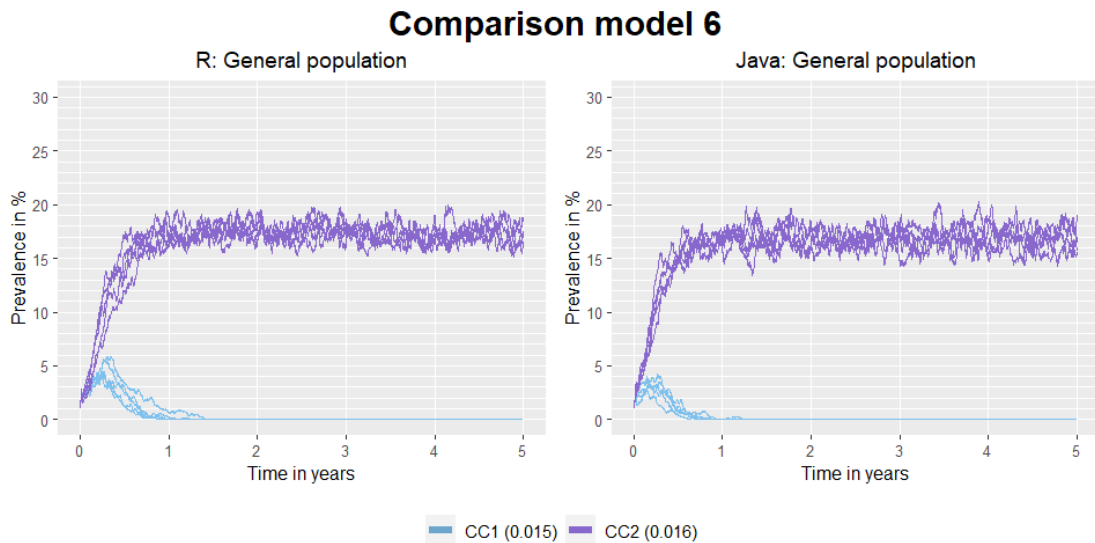 Comparison model 6
R: General population
Java: General population
Prevalence in %
30
25
20
15
10
5
0
0 1 2 3 4 5
Time in years
Prevalence in %
30
25
20
15
10
5
0
0 1 2 3 4 5
Time in years
CC1 (0.015) CC2 (0.016)